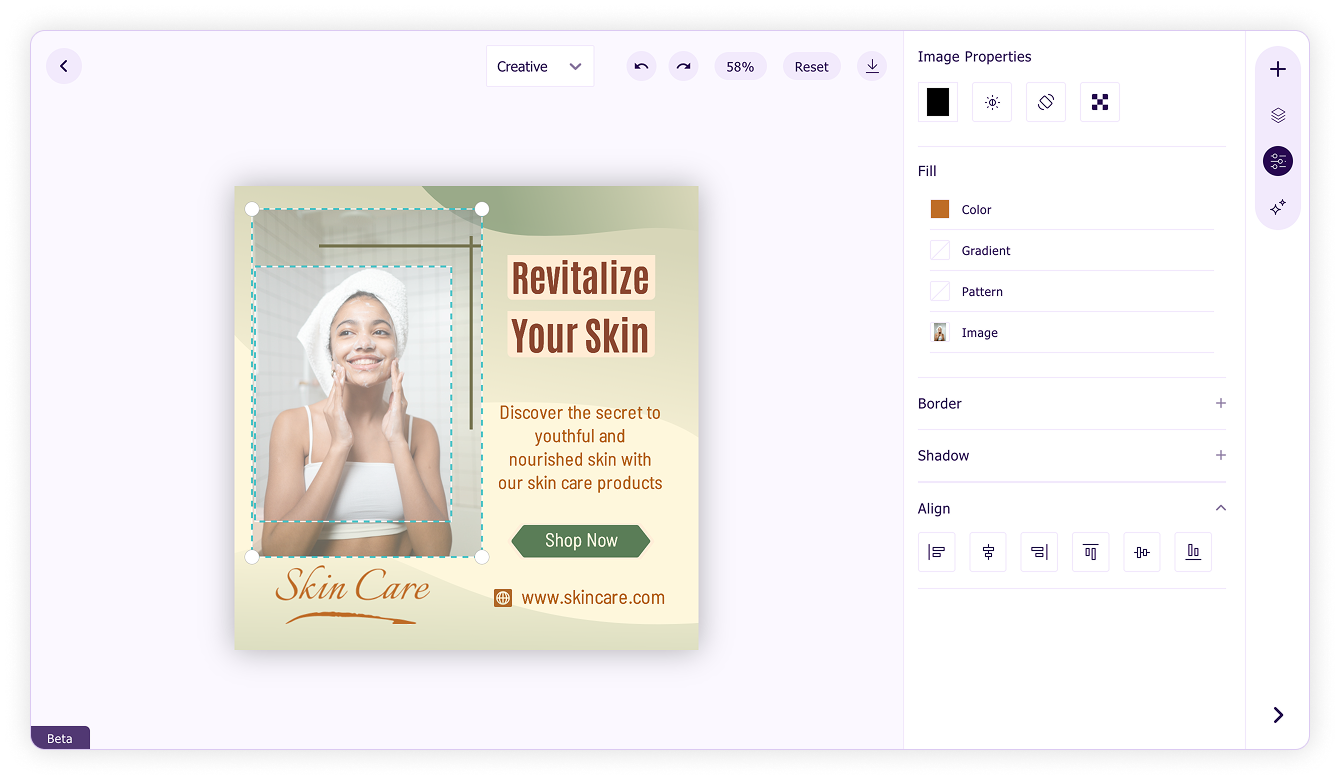 Creative
58%
Reset
Image Properties
Fill
Color
Gradient
Pattern
Image
Border
Shadow
Align
Revitalize
Your Skin
Discover the secret to
youthful and
nourished skin with
our skin care products
Shop Now
www.skincare.com
Skin Care
Beta